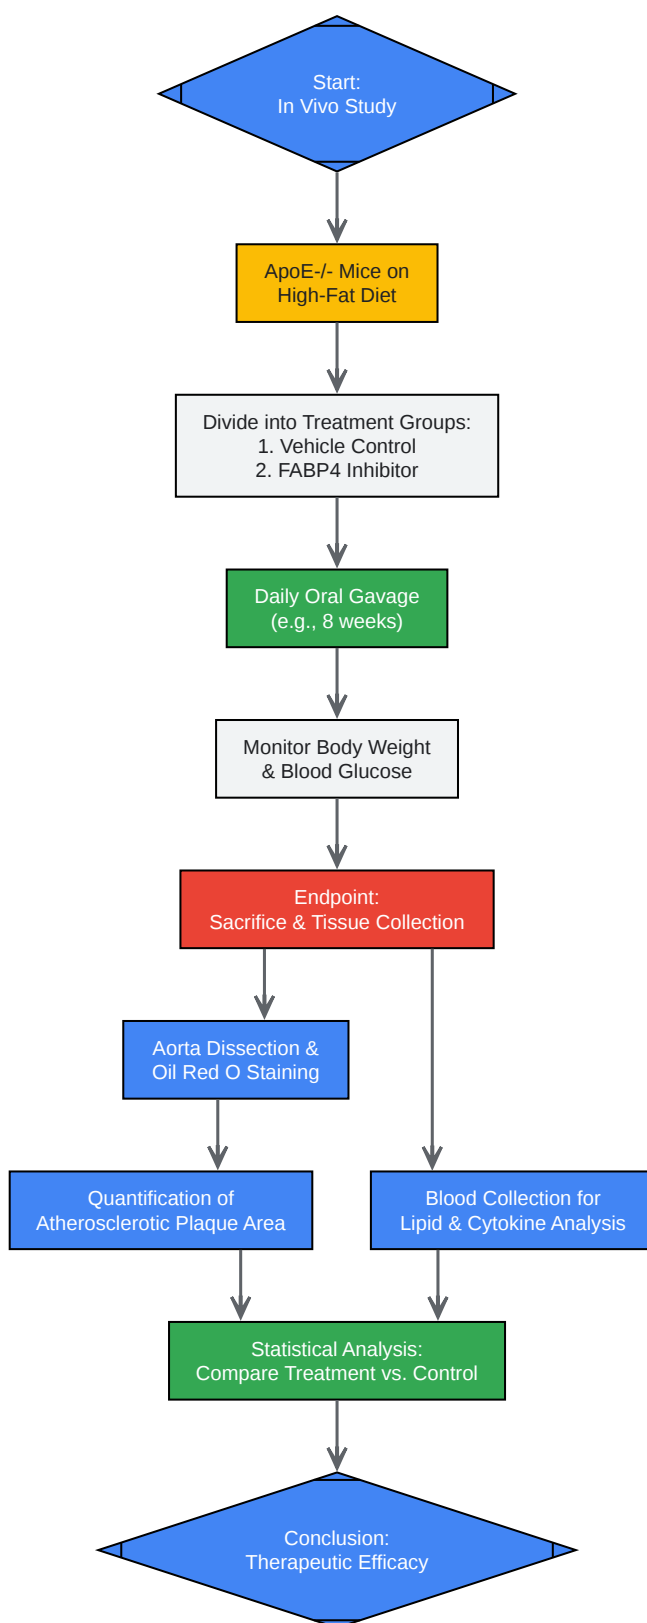 Start:
In Vivo Study
ApoE-/- Mice on
High-Fat Diet
Divide into Treatment Groups:
1. Vehicle Control
2. FABP4 Inhibitor
Daily Oral Gavage
(e.g., 8 weeks)
Monitor Body Weight
& Blood Glucose
Endpoint:
Sacrifice & Tissue Collection
Aorta Dissection &
Oil Red O Staining
Quantification of
Atherosclerotic Plaque Area
Blood Collection for
Lipid & Cytokine Analysis
Statistical Analysis:
Compare Treatment vs. Control
Conclusion:
Therapeutic Efficacy